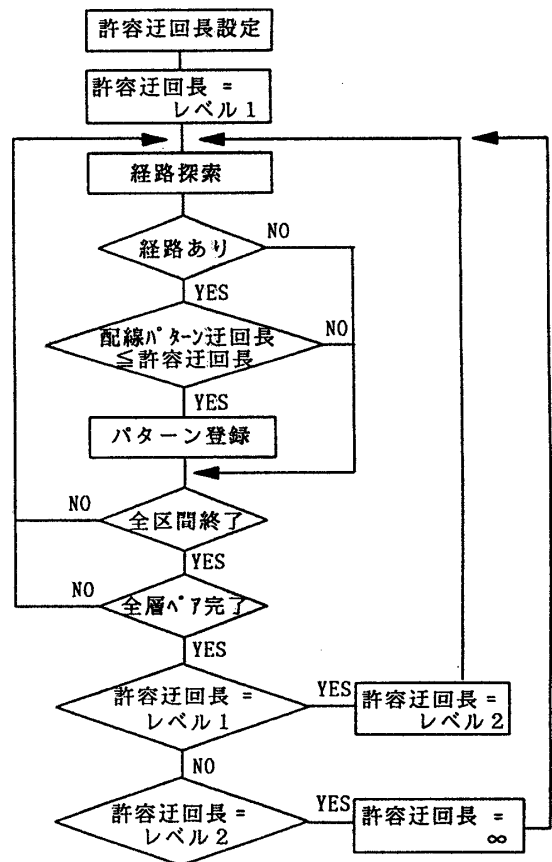 許容迂回長設定
許容迂回長 =
レベル1
経路探索
経路あり
NO
YES
配線パターン迂回長
≦許容迂回長
NO
YES
パターン登録
全区間終了
NO
YES
全層ペア完了
NO
YES
許容迂回長 =
レベル1
YES
許容迂回長 =
レベル2
NO
許容迂回長 =
レベル2
YES
許容迂回長 =
∞